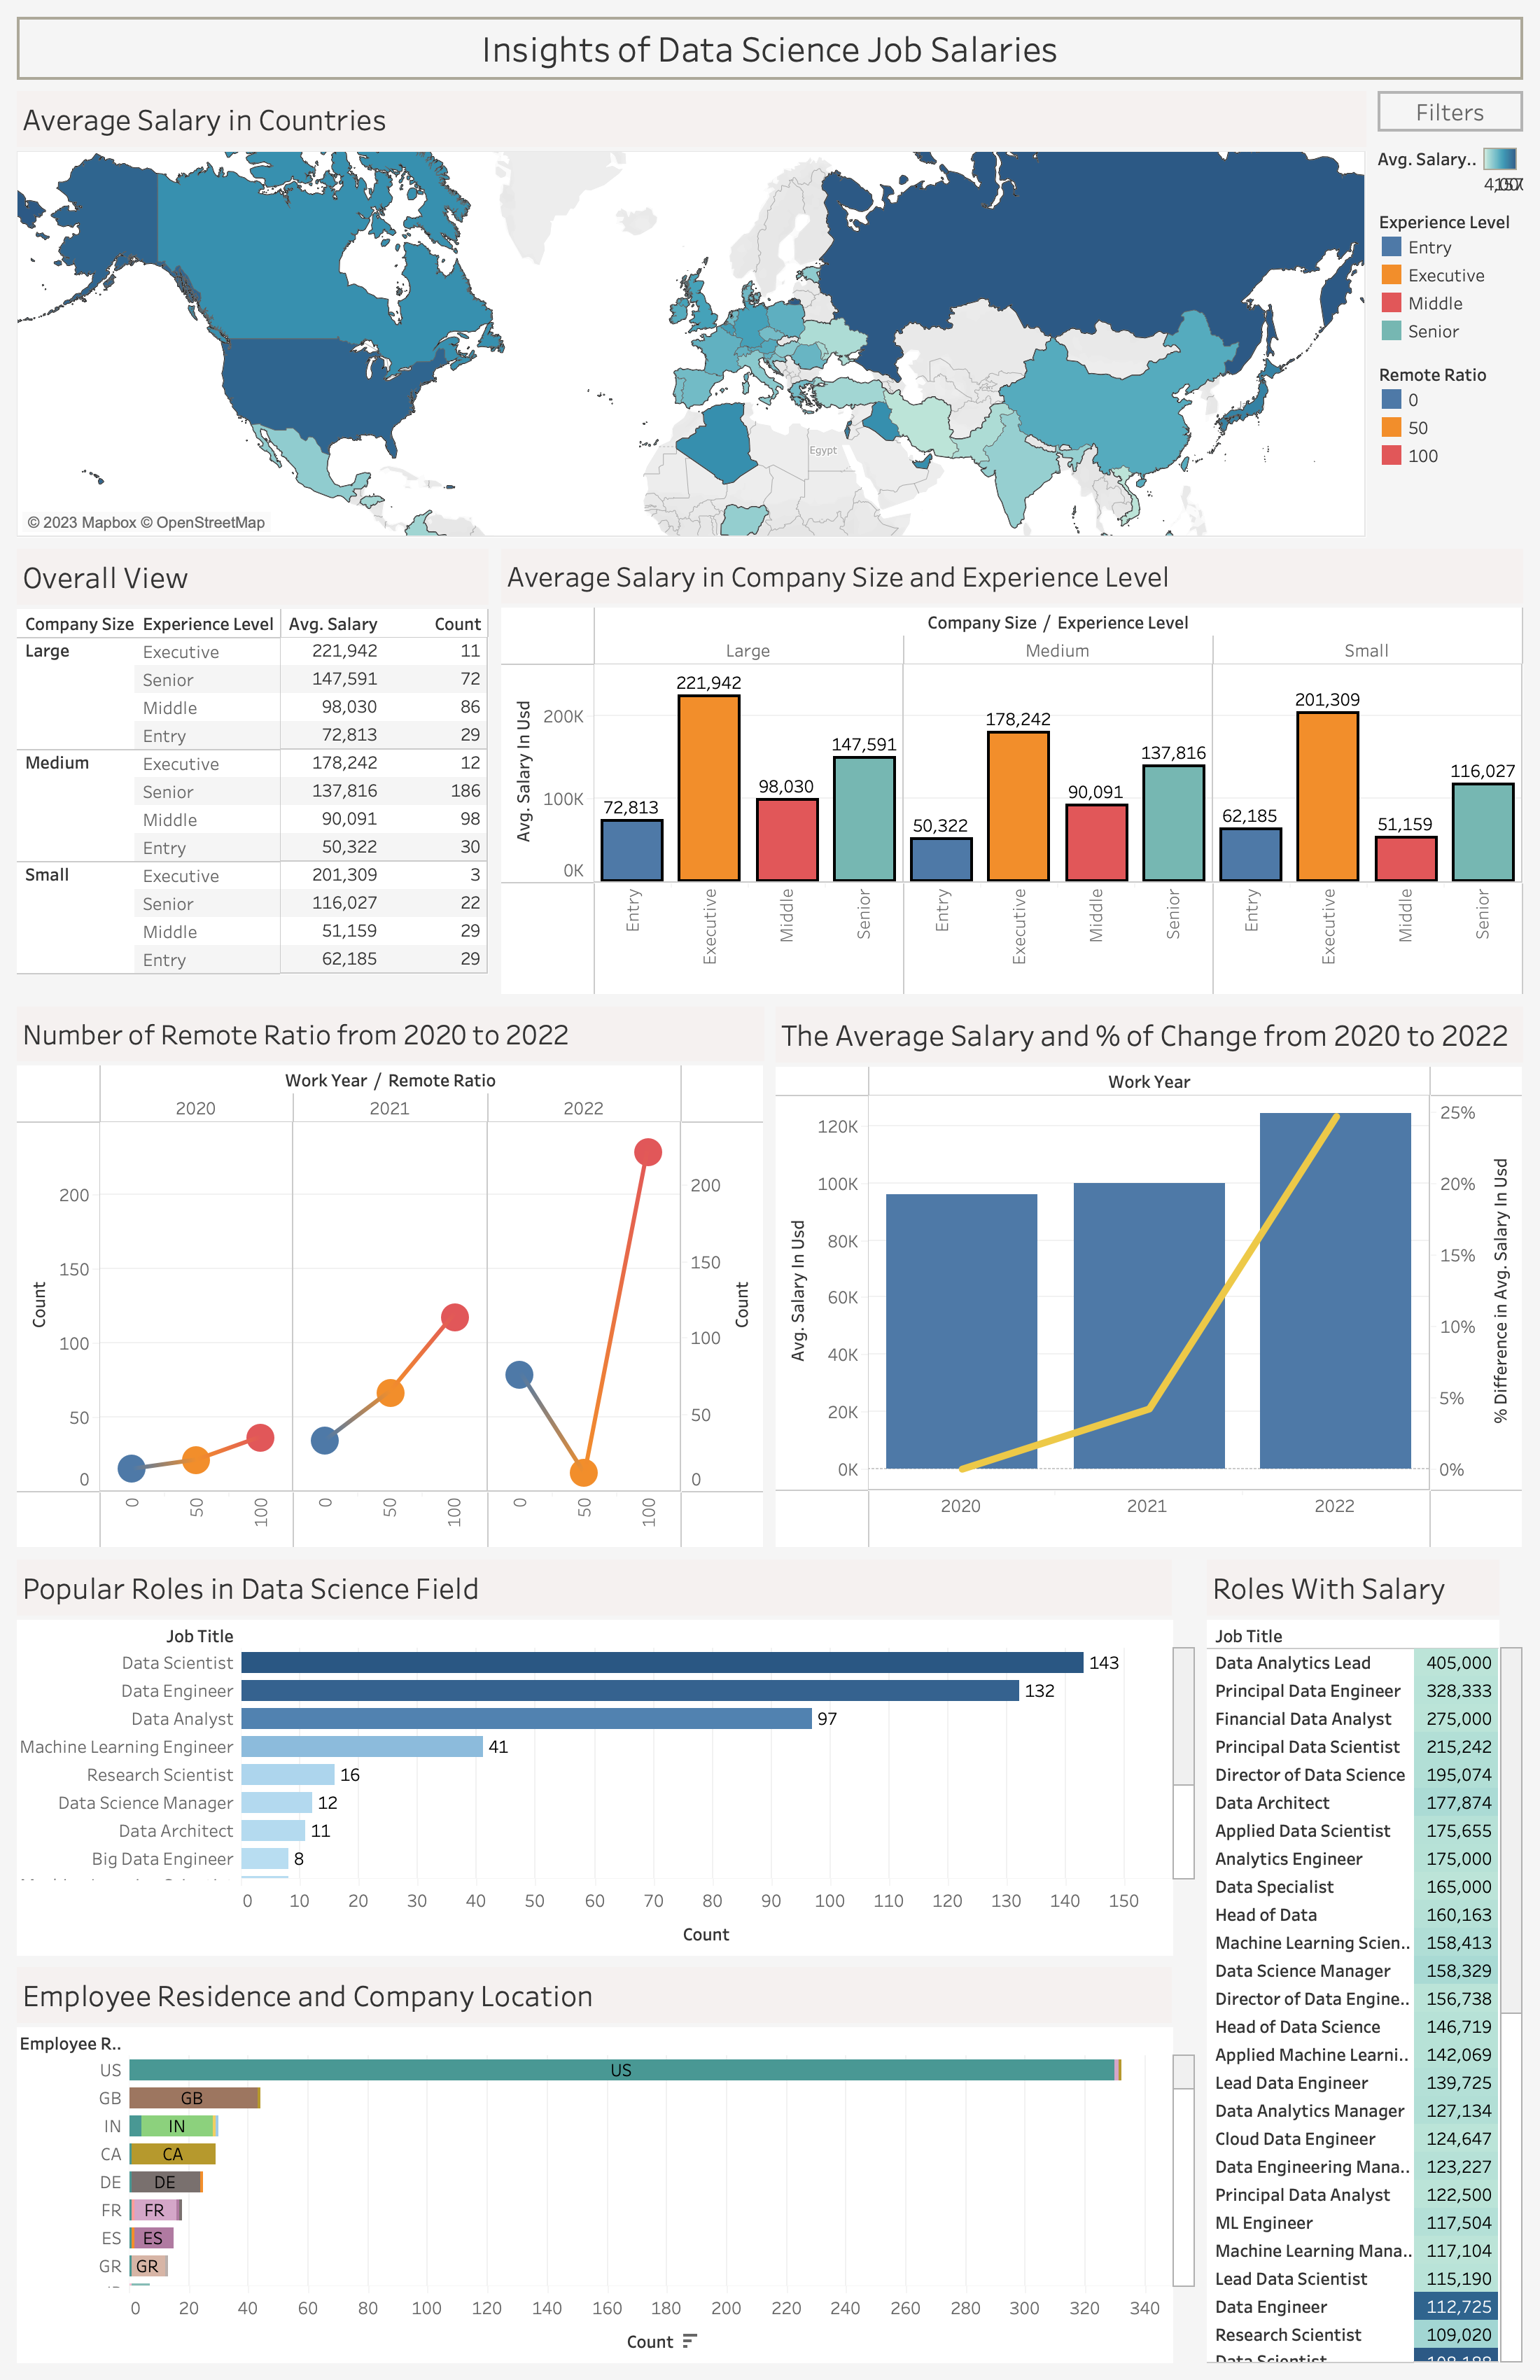 Insights of Data Science Job Salaries
Average Salary in Countries
Filters
Avg. Salary..
Experience Level
Entry
Executive
Middle
Senior
Remote Ratio
0
50
100
Egypt
© 2023 Mapbox © OpenStreetMap
Overall View
Company Size Experience Level Avg. Salary Count
Large Executive 221,942 11
Senior 147,591 72
Middle 98,030 86
Entry 72,813 29
Medium Executive 178,242 12
Senior 137,816 186
Middle 90,091 98
Entry 50,322 30
Small Executive 201,309 3
Senior 116,027 22
Middle 51,159 29
Entry 62,185 29
Average Salary in Company Size and Experience Level
Company Size / Experience Level
Large Medium Small
Avg. Salary In Usd
200K
100K
0K
72,813 221,942 98,030 147,591 50,322 178,242 90,091 137,816 62,185 201,309 51,159 116,027
Entry Executive Middle Senior Entry Executive Middle Senior Entry Executive Middle Senior
Number of Remote Ratio from 2020 to 2022
Work Year / Remote Ratio
2020 2021 2022
Count
200
150
100
50
0
200
150
100
50
0
Count
0 50 100 0 50 100 0 50 100
The Average Salary and % of Change from 2020 to 2022
Work Year
Avg. Salary In Usd
120K
100K
80K
60K
40K
20K
0K
25%
20%
15%
10%
5%
0%
% Difference in Avg. Salary In Usd
2020 2021 2022
Popular Roles in Data Science Field
Job Title
Data Scientist 143
Data Engineer 132
Data Analyst 97
Machine Learning Engineer 41
Research Scientist 16
Data Science Manager 12
Data Architect 11
Big Data Engineer 8
0 10 20 30 40 50 60 70 80 90 100 110 120 130 140 150
Count
Employee Residence and Company Location
Employee R..
US US
GB GB
IN IN
CA CA
DE DE
FR FR
ES ES
GR GR
0 20 40 60 80 100 120 140 160 180 200 220 240 260 280 300 320 340
Count
Roles With Salary
Job Title
Data Analytics Lead 405,000
Principal Data Engineer 328,333
Financial Data Analyst 275,000
Principal Data Scientist 215,242
Director of Data Science 195,074
Data Architect 177,874
Applied Data Scientist 175,655
Analytics Engineer 175,000
Data Specialist 165,000
Head of Data 160,163
Machine Learning Scien.. 158,413
Data Science Manager 158,329
Director of Data Engine.. 156,738
Head of Data Science 146,719
Applied Machine Learni.. 142,069
Lead Data Engineer 139,725
Data Analytics Manager 127,134
Cloud Data Engineer 124,647
Data Engineering Mana.. 123,227
Principal Data Analyst 122,500
ML Engineer 117,504
Machine Learning Mana.. 117,104
Lead Data Scientist 115,190
Data Engineer 112,725
Research Scientist 109,020
Data Scientist